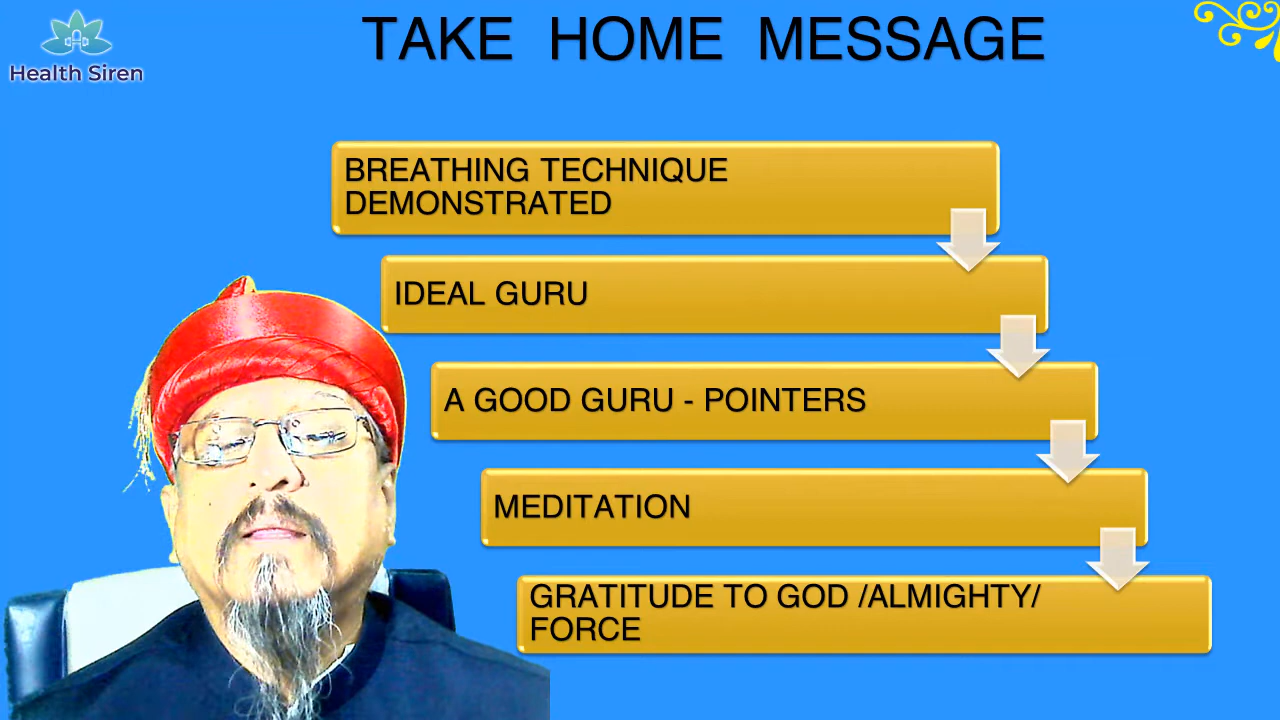 Health Siren
TAKE HOME MESSAGE
BREATHING TECHNIQUE
DEMONSTRATED
IDEAL GURU
A GOOD GURU - POINTERS
MEDITATION
GRATITUDE TO GOD /ALMIGHTY/
FORCE